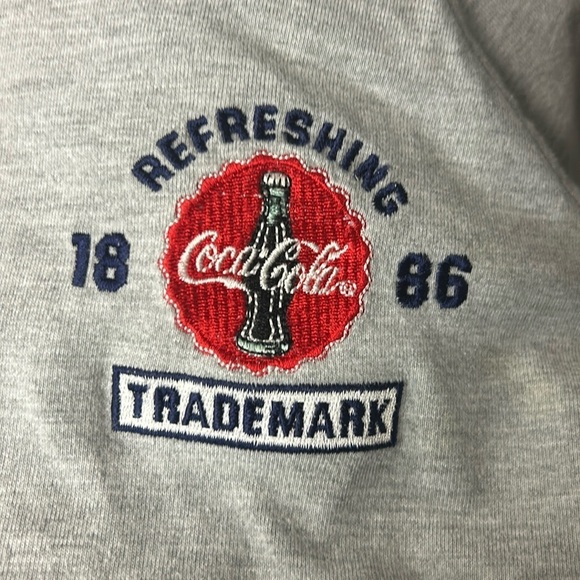 REFRESHING
18 86
Coca-Cola®
TRADEMARK